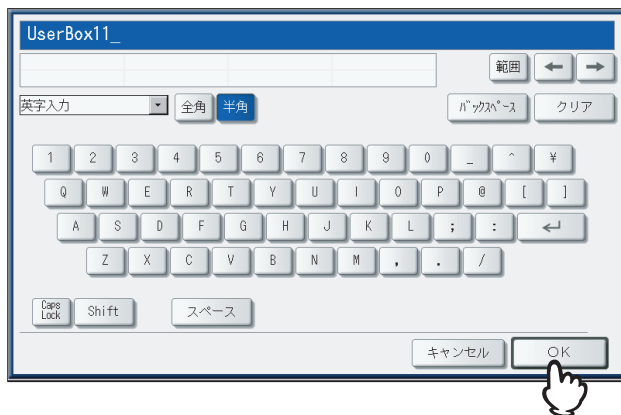 UserBox11_
範囲 ← →
英字入力 全角 半角 バックスペース クリア
1 2 3 4 5 6 7 8 9 0 _ ^ ¥
Q W E R T Y U I O P @ [ ]
A S D F G H J K L ; : ↵
Z X C V B N M , . /
Caps Lock Shift スペース
キャンセル OK